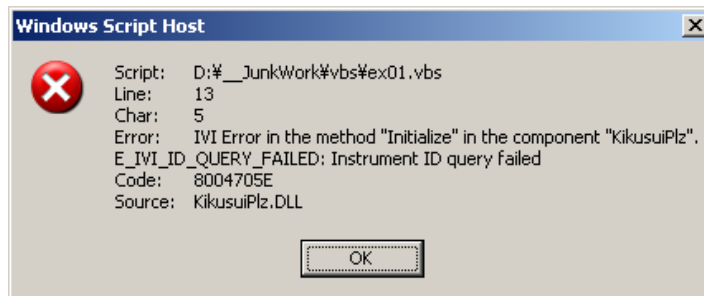 Windows Script Host
Script: D:¥__JunkWork¥vbs¥ex01.vbs
Line: 13
Char: 5
Error: IVI Error in the method "Initialize" in the component "KikusuiPlz".
E_IVI_ID_QUERY_FAILED: Instrument ID query failed
Code: 8004705E
Source: KikusuiPlz.DLL
OK